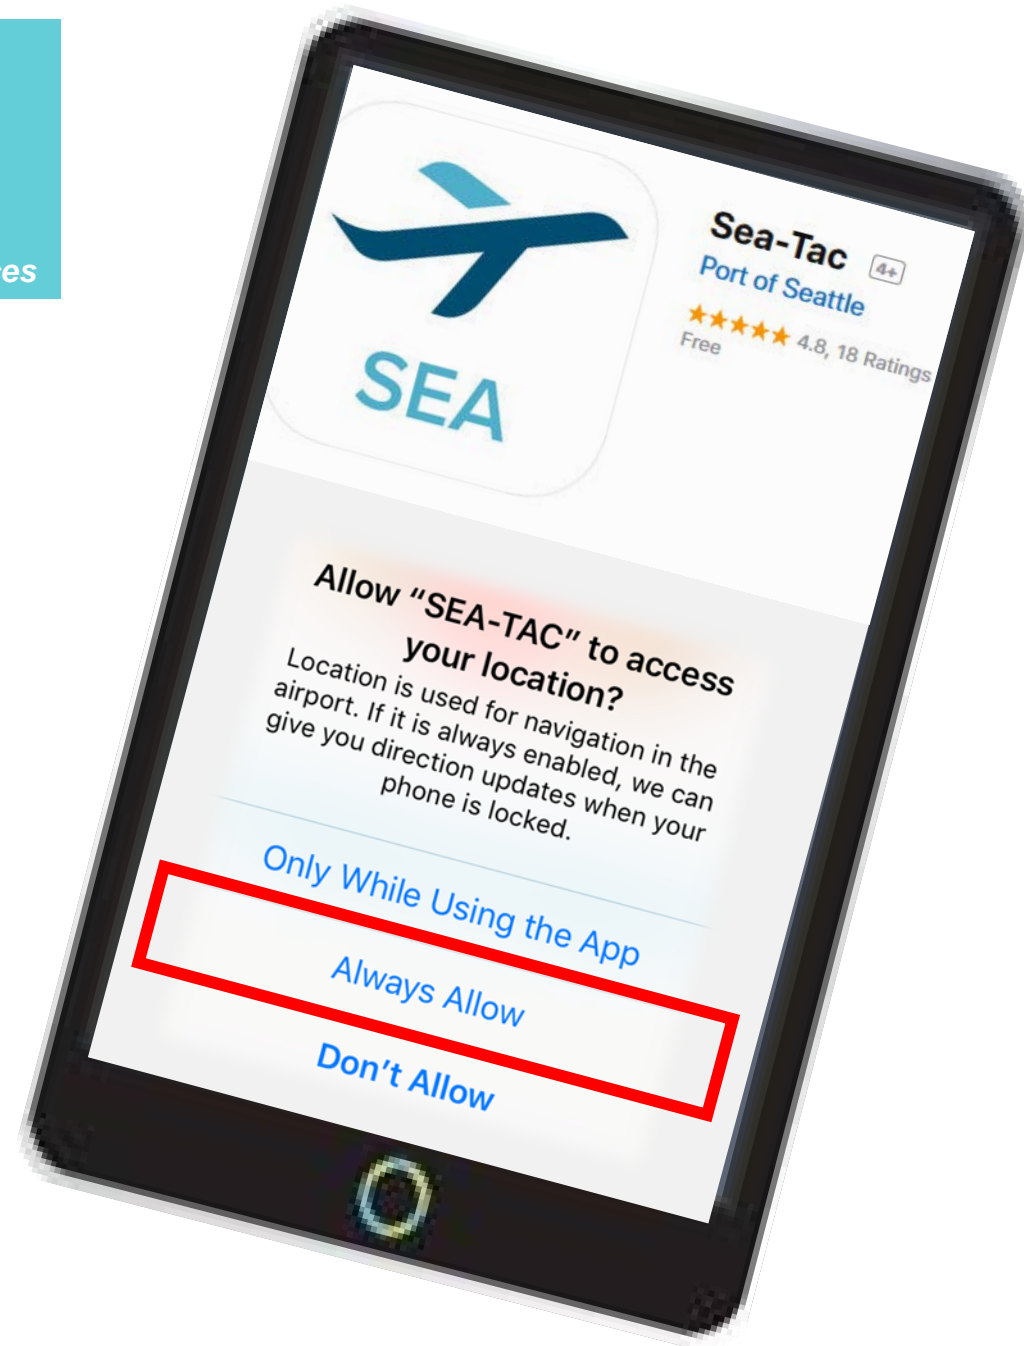 Sea-Tac 4+
Port of Seattle
4.8, 18 Ratings
Free
SEA
Allow “SEA-TAC” to access
your location?
Location is used for navigation in the
airport. If it is always enabled, we can
give you direction updates when your
phone is locked.
Only While Using the App
Always Allow
Don’t Allow